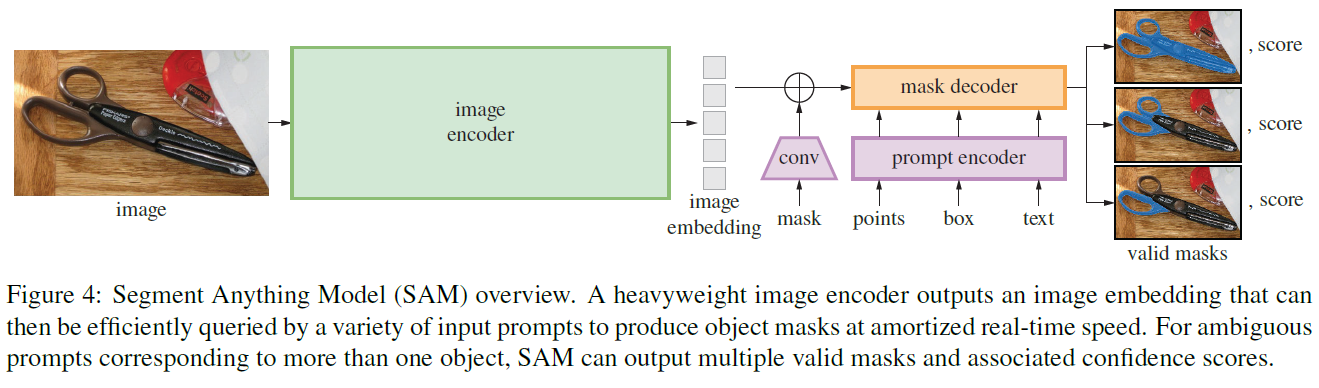 image
encoder
mask decoder
conv
prompt encoder
, score
, score
, score
image
image
embedding
mask
points
box
text
valid masks
Figure 4: Segment Anything Model (SAM) overview. A heavyweight image encoder outputs an image embedding that can
then be efficiently queried by a variety of input prompts to produce object masks at amortized real-time speed. For ambiguous
prompts corresponding to more than one object, SAM can output multiple valid masks and associated confidence scores.